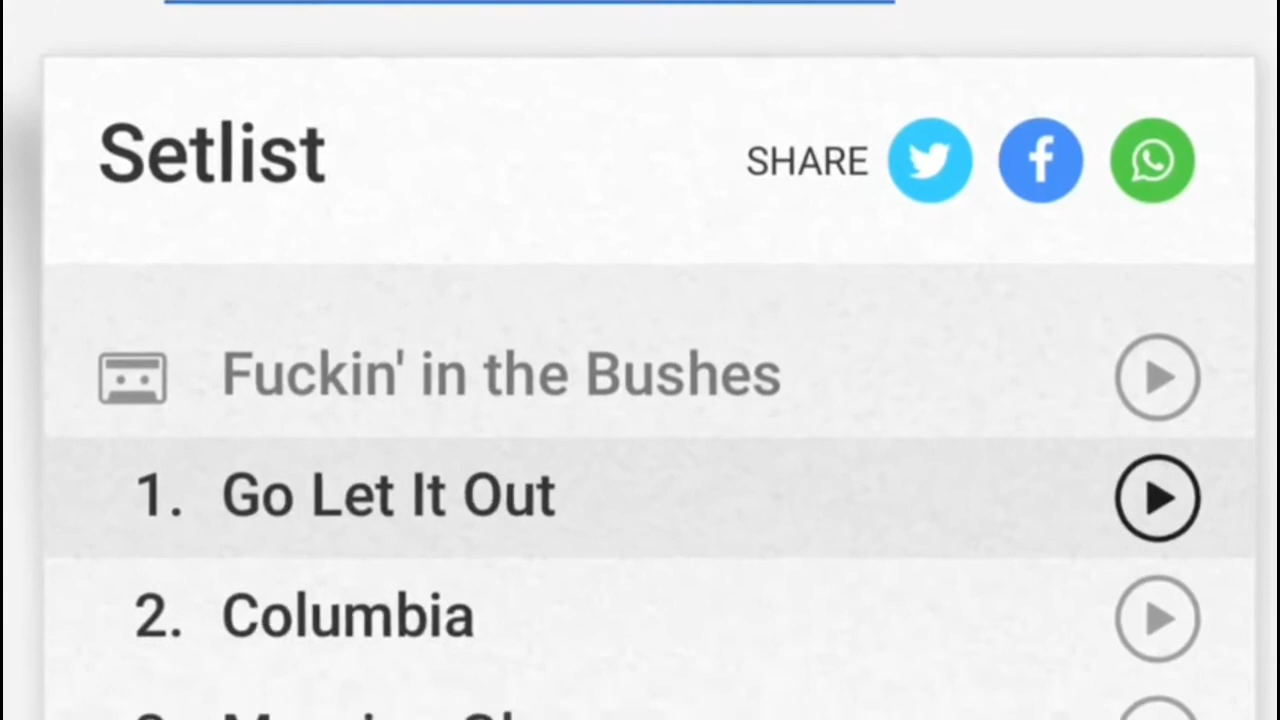 Setlist
SHARE
Fuckin' in the Bushes
1. Go Let It Out
2. Columbia